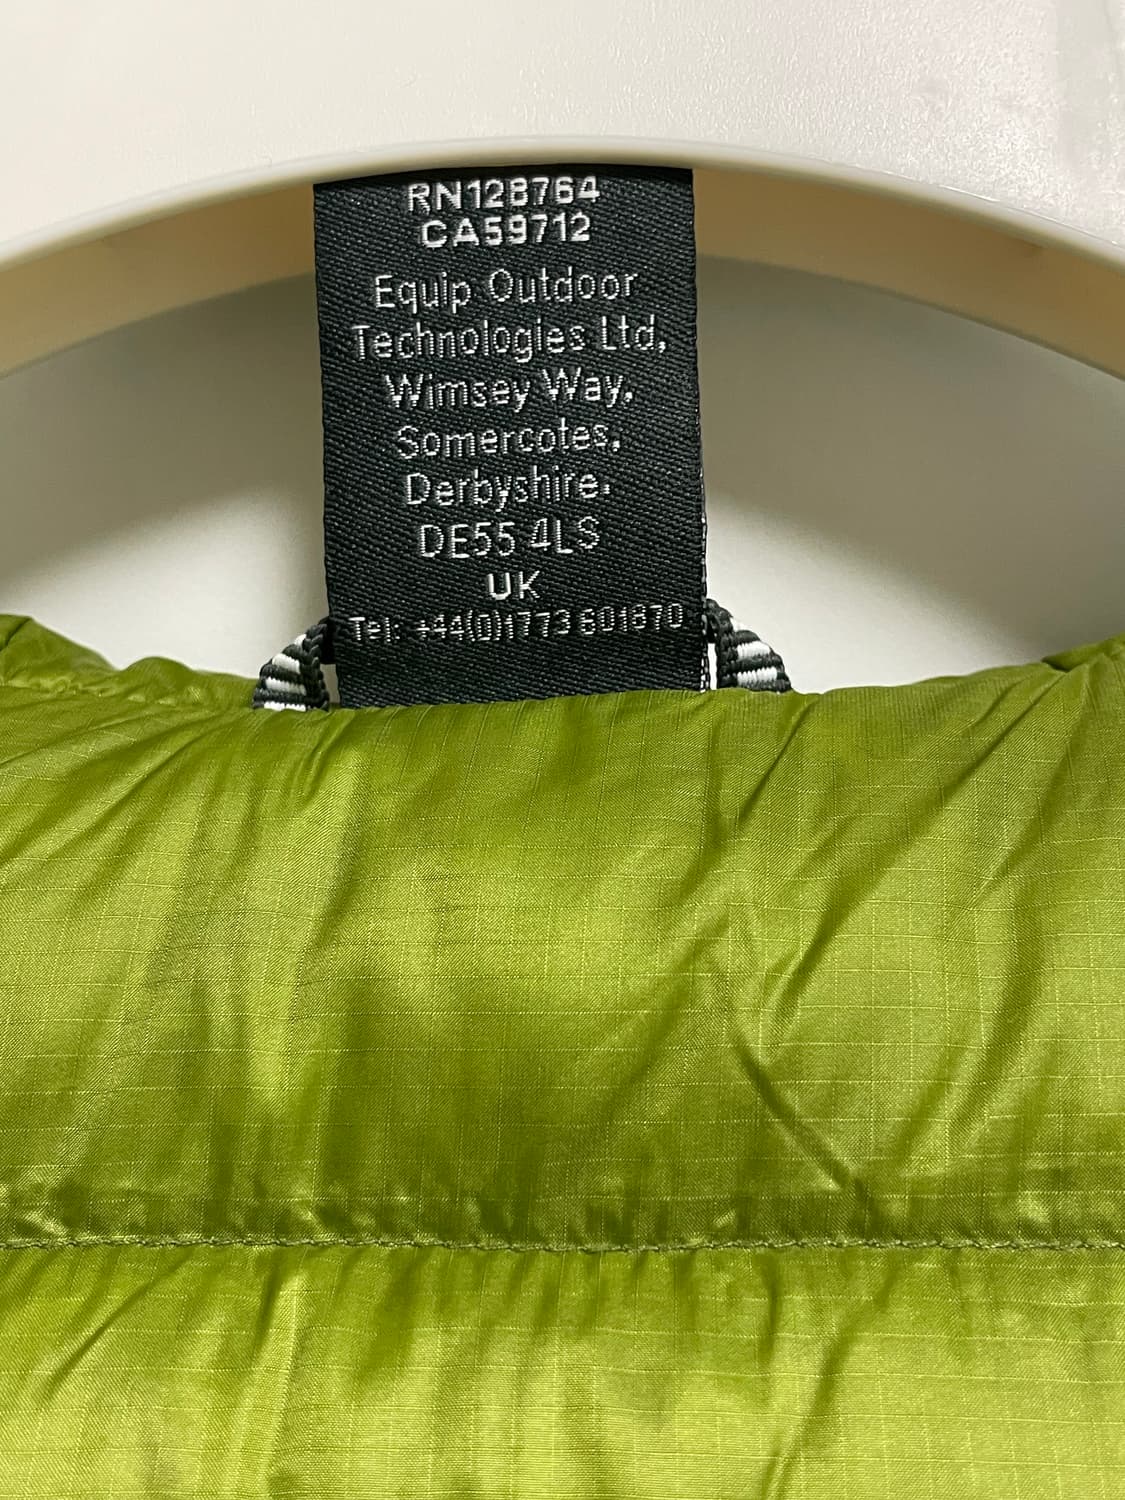 RN128764
CA59712
Equip Outdoor
Technologies Ltd,
Wimsey Way,
Somercotes,
Derbyshire.
DE55 4LS
UK
Tel: +44(0)1773 601870